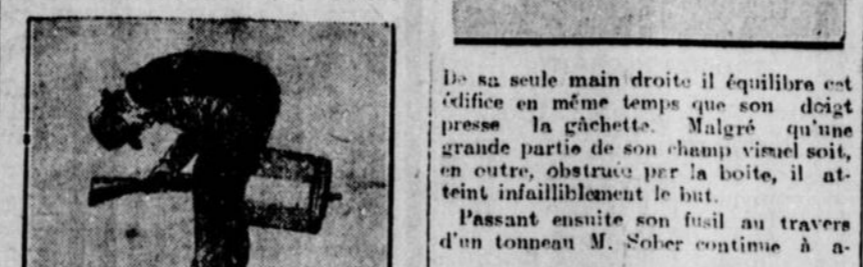 De sa seule main droite il équilibre cet
édifice en même temps que son doigt
presse la gâchette. Malgré qu'une
grande partie de son champ visuel soit,
en outre, obstruée par la boite, il at-
teint infailliblement le but.
Passant ensuite son fusil au travers
d'un tonneau M. Sober continue à a-